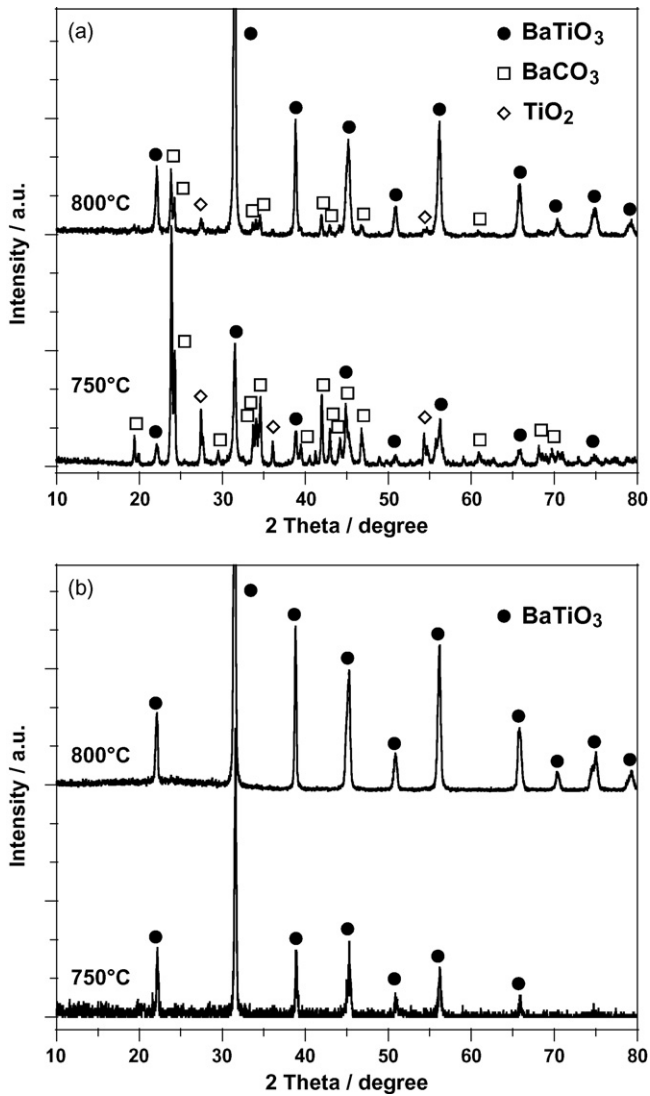 (a)
BaTiO₃
BaCO₃
TiO₂
800°C
750°C
Intensity / a.u.
10 20 30 40 50 60 70 80
2 Theta / degree
(b)
BaTiO₃
800°C
750°C
Intensity / a.u.
10 20 30 40 50 60 70 80
2 Theta / degree